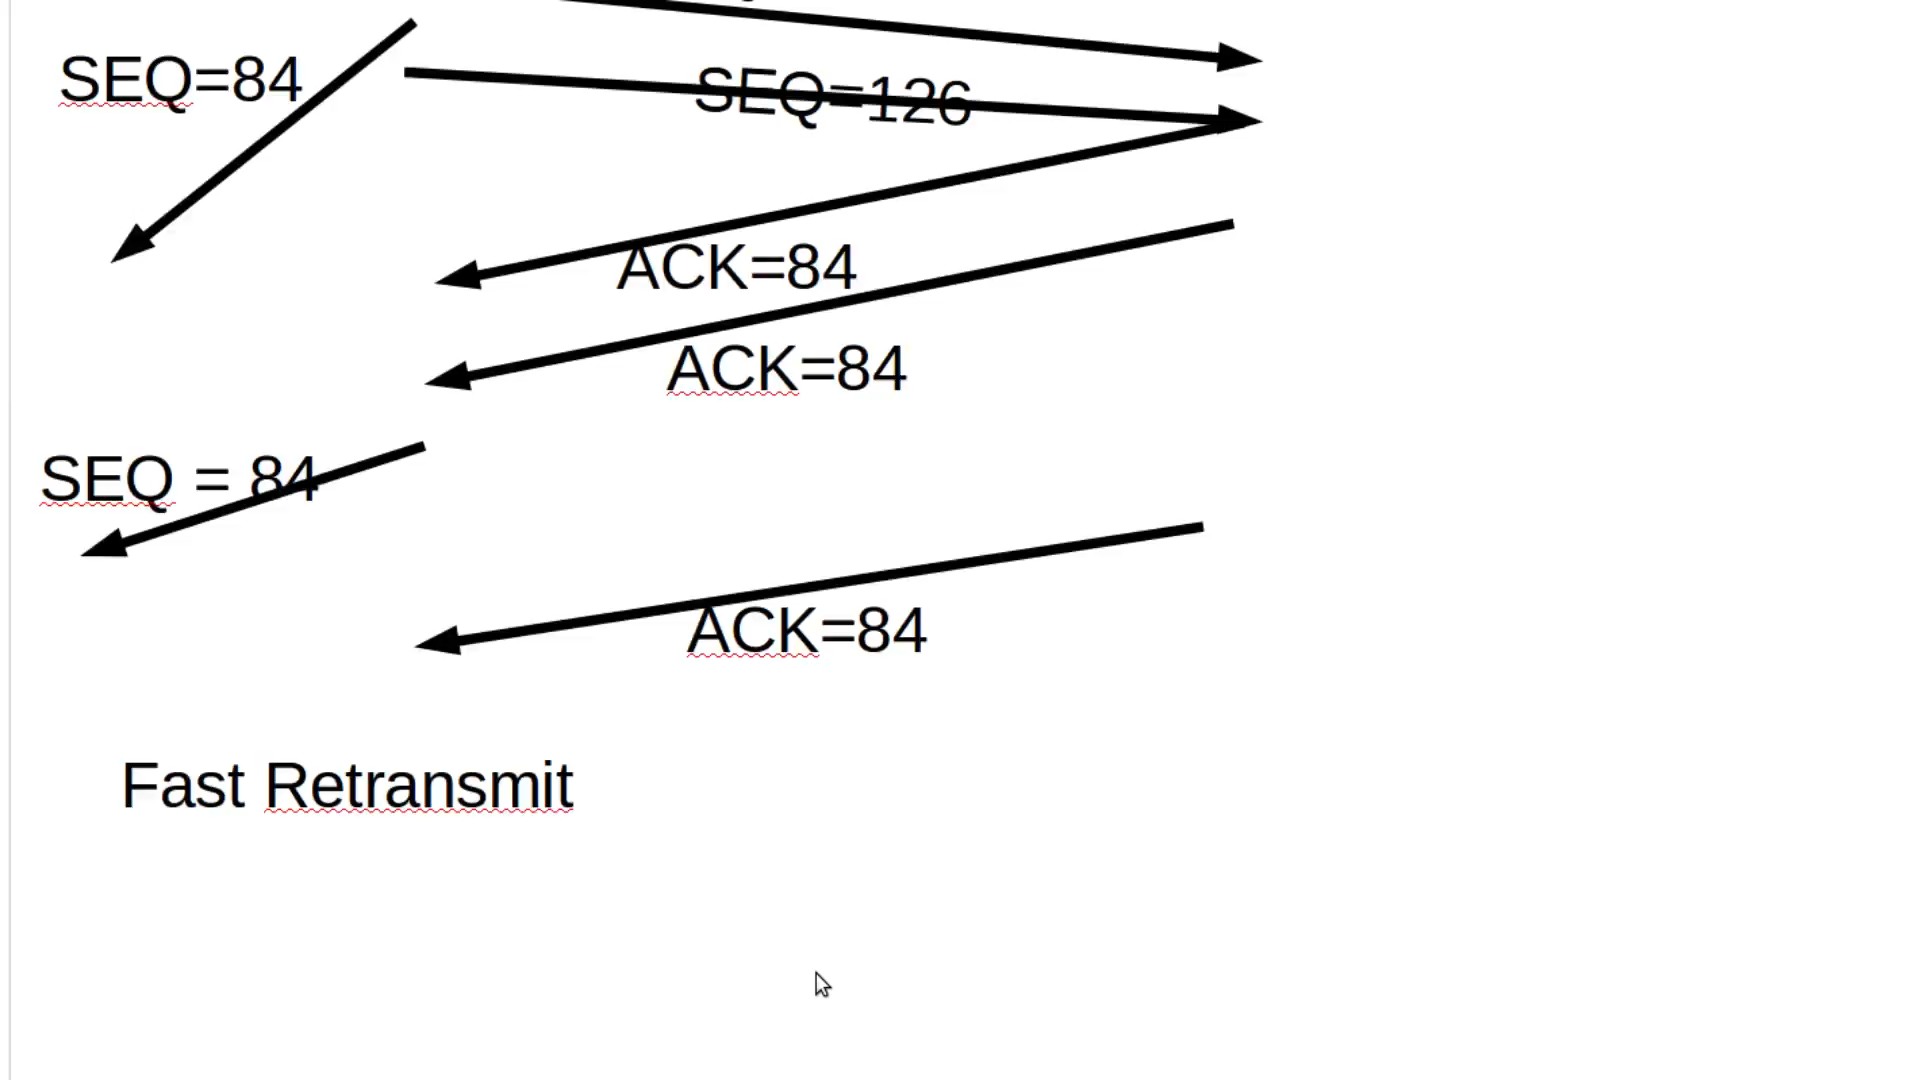 SEQ=84
SEQ=126
ACK=84
ACK=84
SEQ = 84
ACK=84
Fast Retransmit